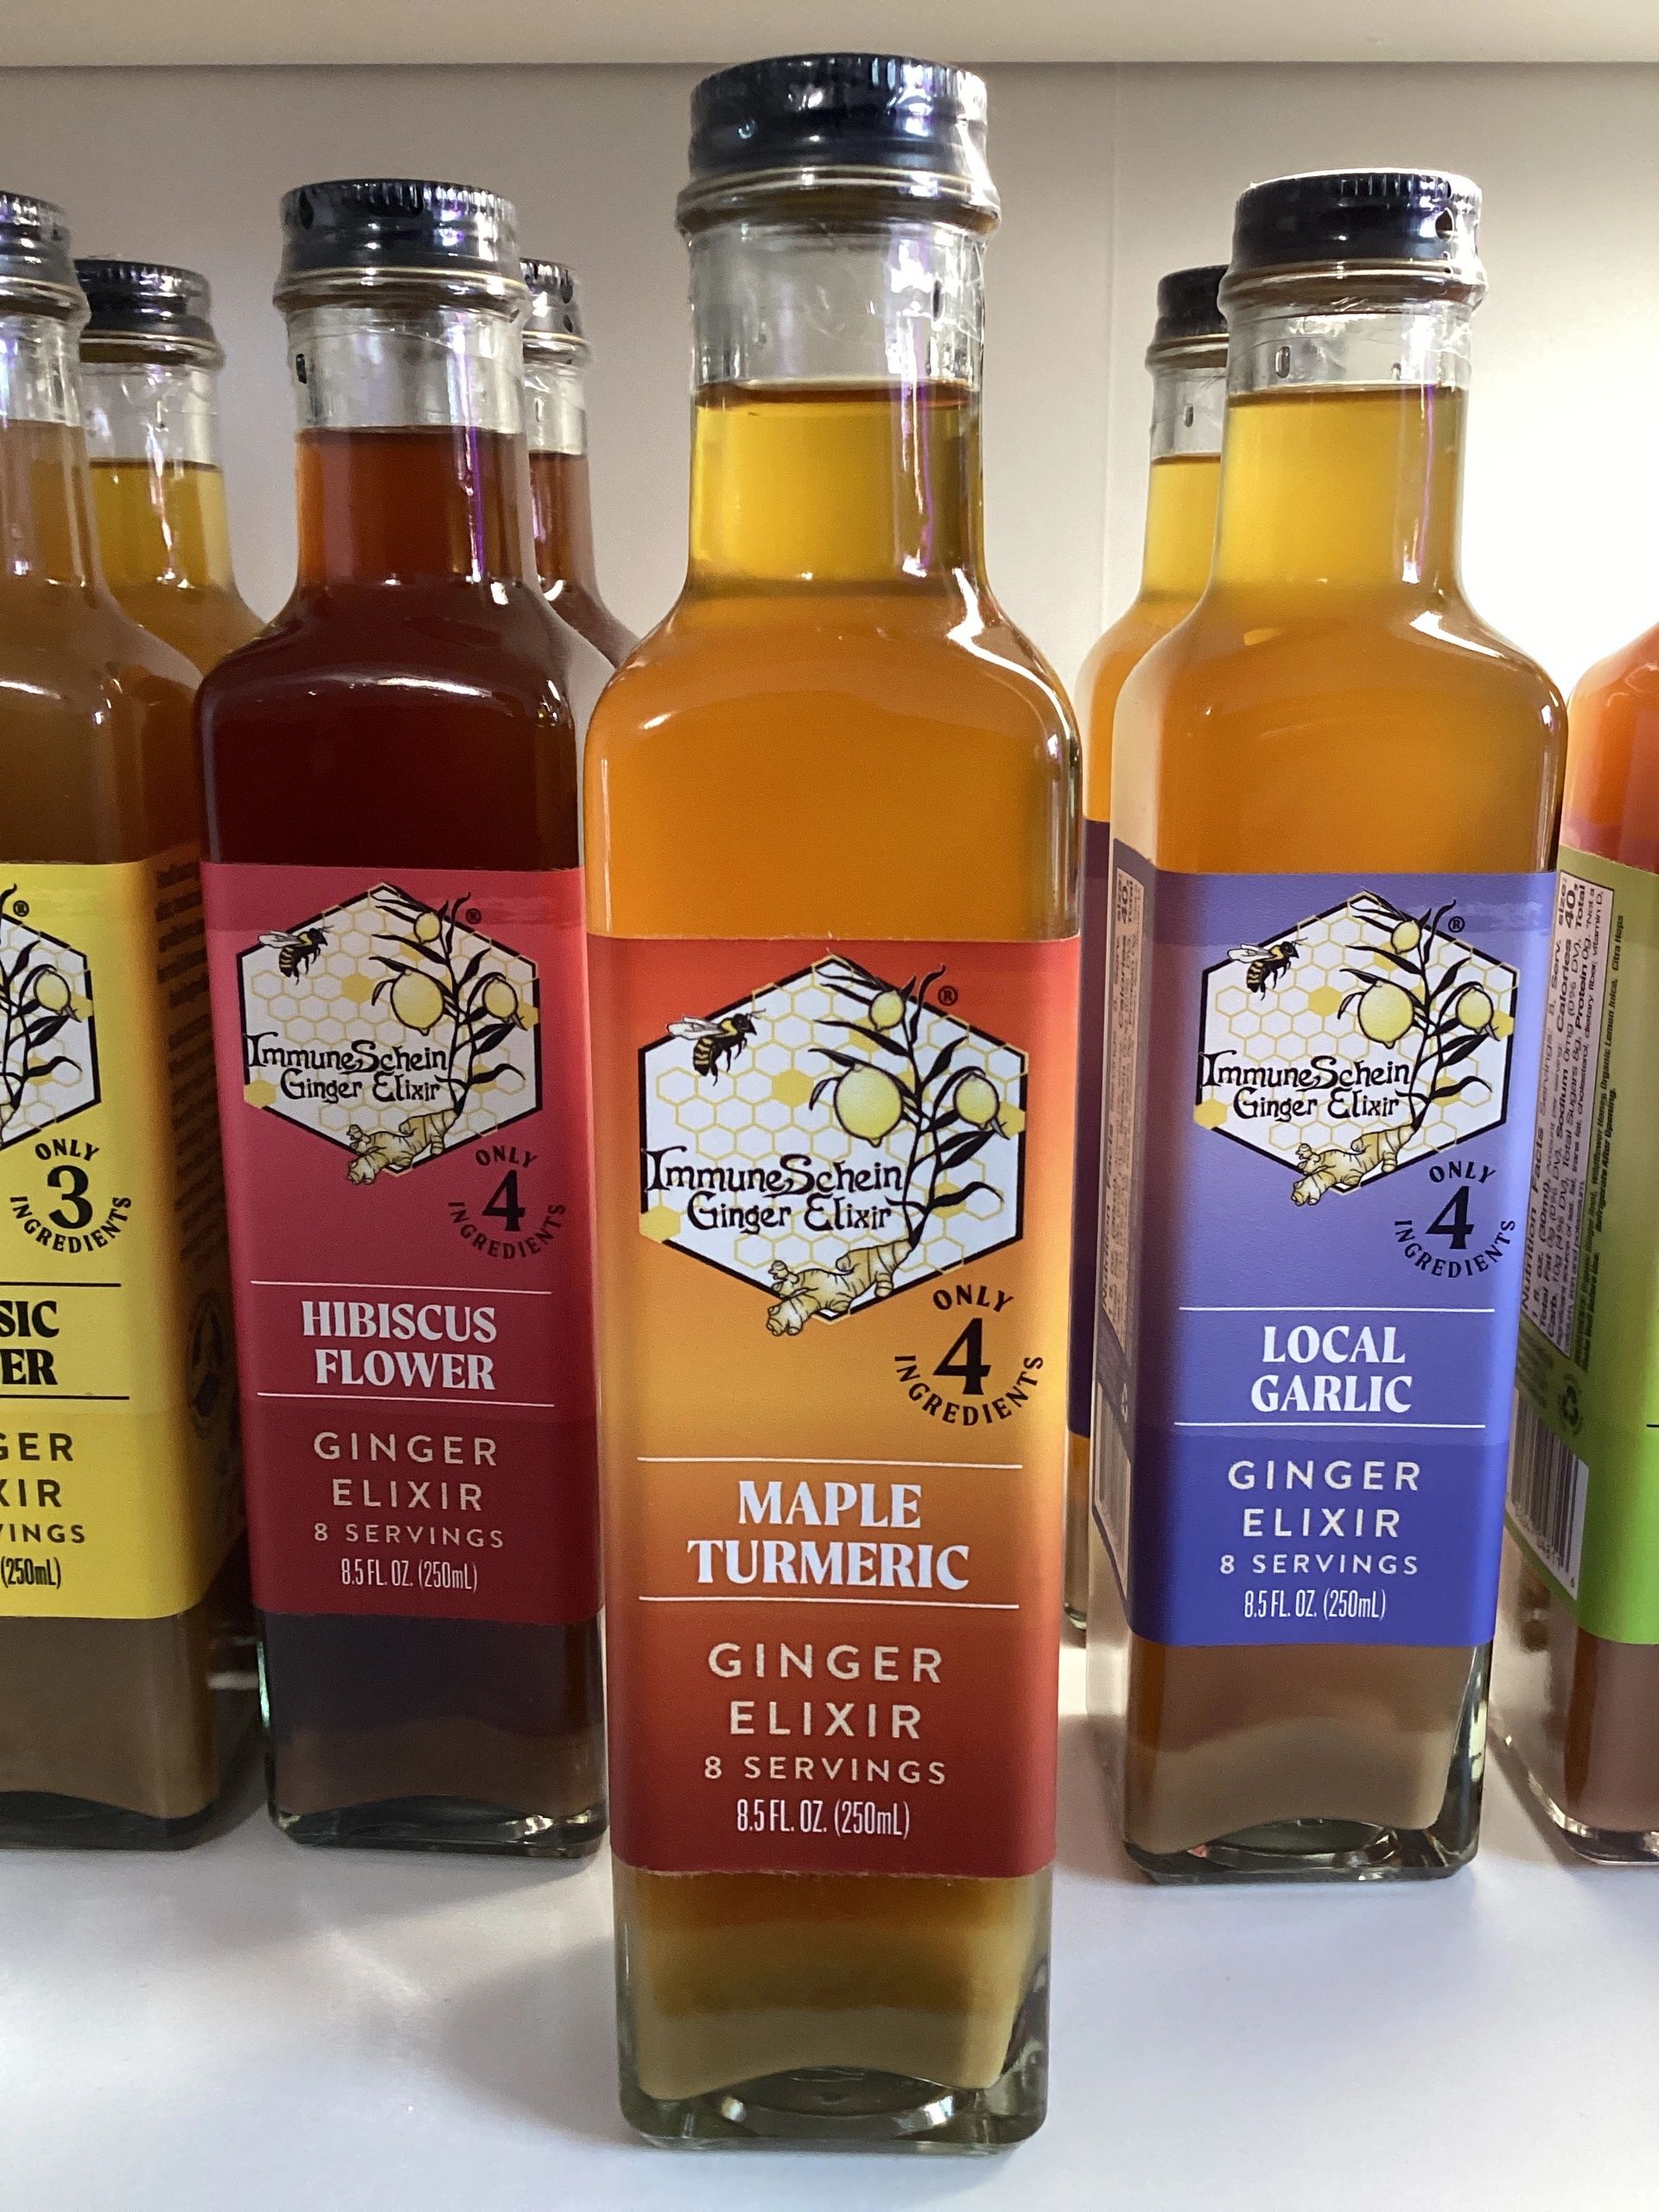 ONLY
3
INGREDIENTS
SIC
ER
GER
XIR
VINGS
(250mL)
®
ImmuneSchein
Ginger Elixir
ONLY
4
INGREDIENTS
HIBISCUS
FLOWER
GINGER
ELIXIR
8 SERVINGS
8.5 FL. OZ. (250mL)
®
ImmuneSchein
Ginger Elixir
ONLY
4
INGREDIENTS
MAPLE
TURMERIC
GINGER
ELIXIR
8 SERVINGS
8.5 FL. OZ. (250mL)
®
ImmuneSchein
Ginger Elixir
ONLY
4
INGREDIENTS
LOCAL
GARLIC
GINGER
ELIXIR
8 SERVINGS
8.5 FL. OZ. (250mL)